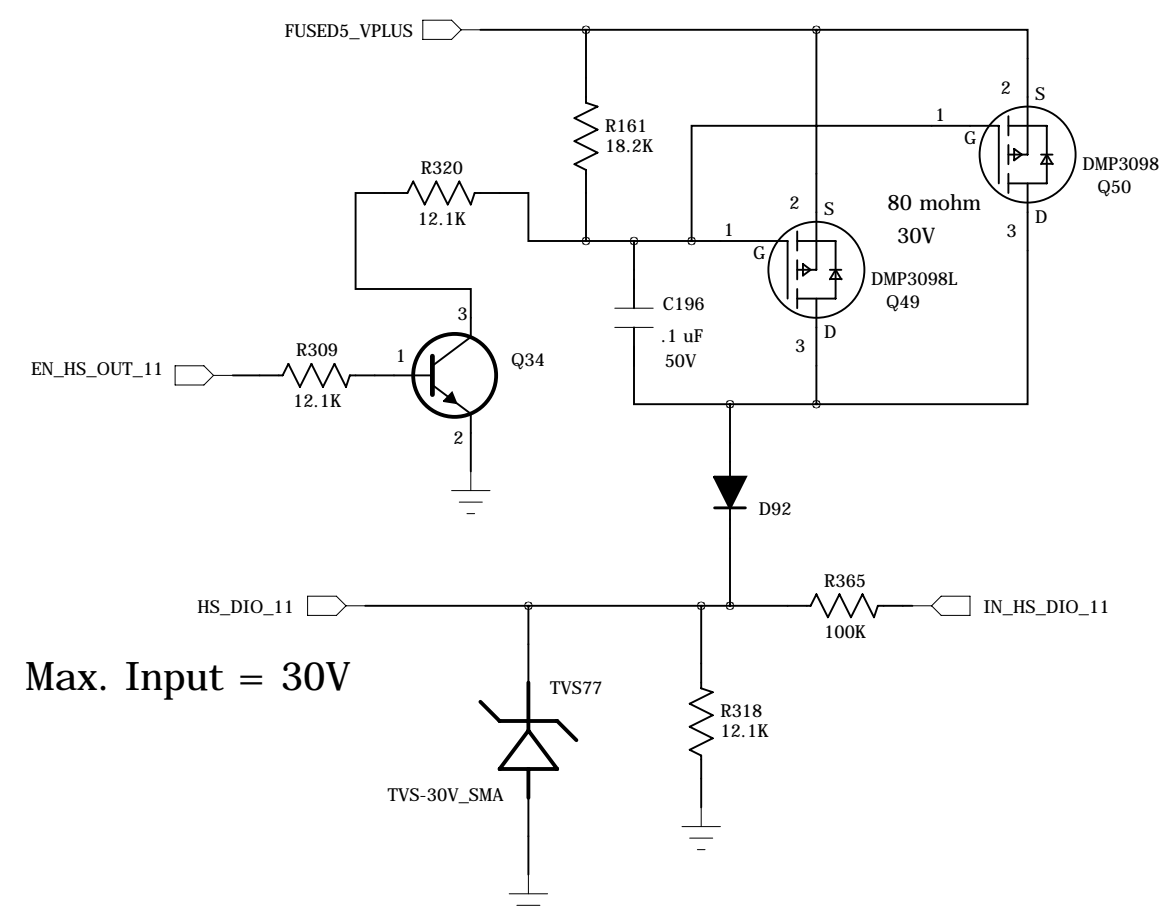 FUSED5_VPLUS
R161
18.2K
R320
12.1K
1
G
2
S
DMP3098
Q50
D
3
80 mohm
30V
2
S
1
G
DMP3098L
Q49
D
3
C196
.1 uF
50V
EN_HS_OUT_11
R309
12.1K
1
3
Q34
2
D92
HS_DIO_11
R365
100K
IN_HS_DIO_11
Max. Input = 30V
TVS77
TVS-30V_SMA
R318
12.1K